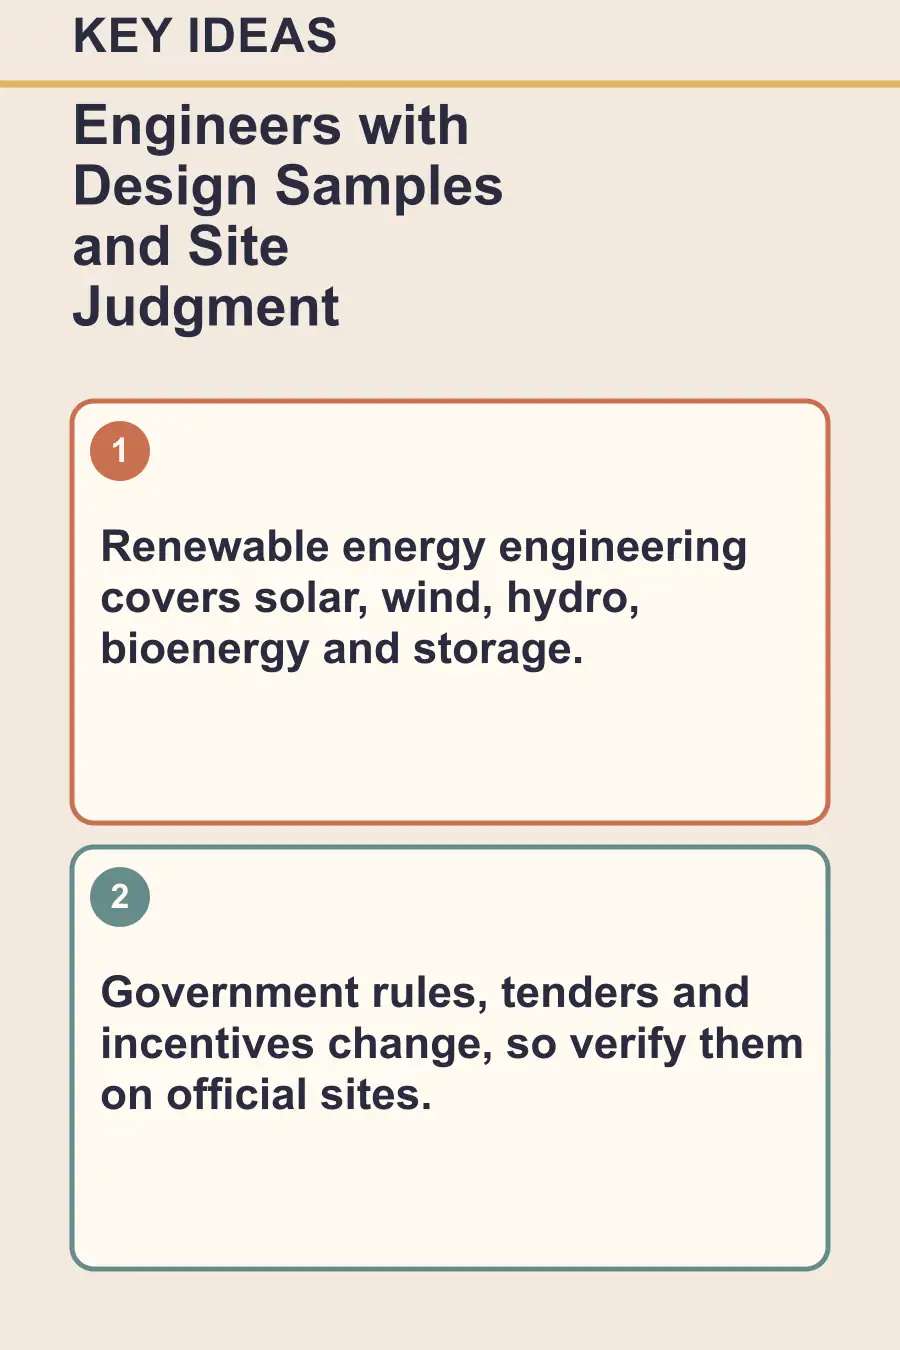 KEY IDEAS
Engineers with
Design Samples
and Site
Judgment
1
Renewable energy engineering
covers solar, wind, hydro,
bioenergy and storage.
2
Government rules, tenders and
incentives change, so verify them
on official sites.